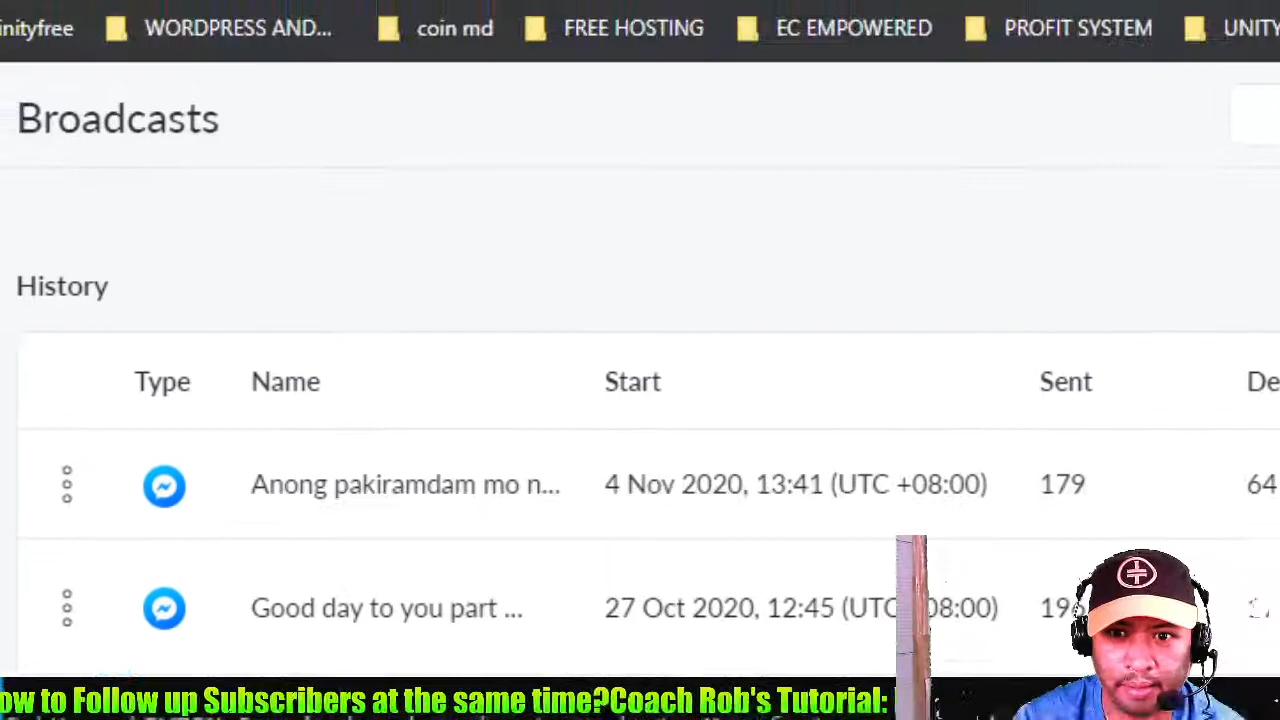 inityfree WORDPRESS AND... coin md FREE HOSTING EC EMPOWERED PROFIT SYSTEM UNITY
Broadcasts
History
Type Name Start Sent De
Anong pakiramdam mo n... 4 Nov 2020, 13:41 (UTC +08:00) 179 64
Good day to you part ... 27 Oct 2020, 12:45 (UTC 08:00)
ow to Follow up Subscribers at the same time?Coach Rob's Tutorial: